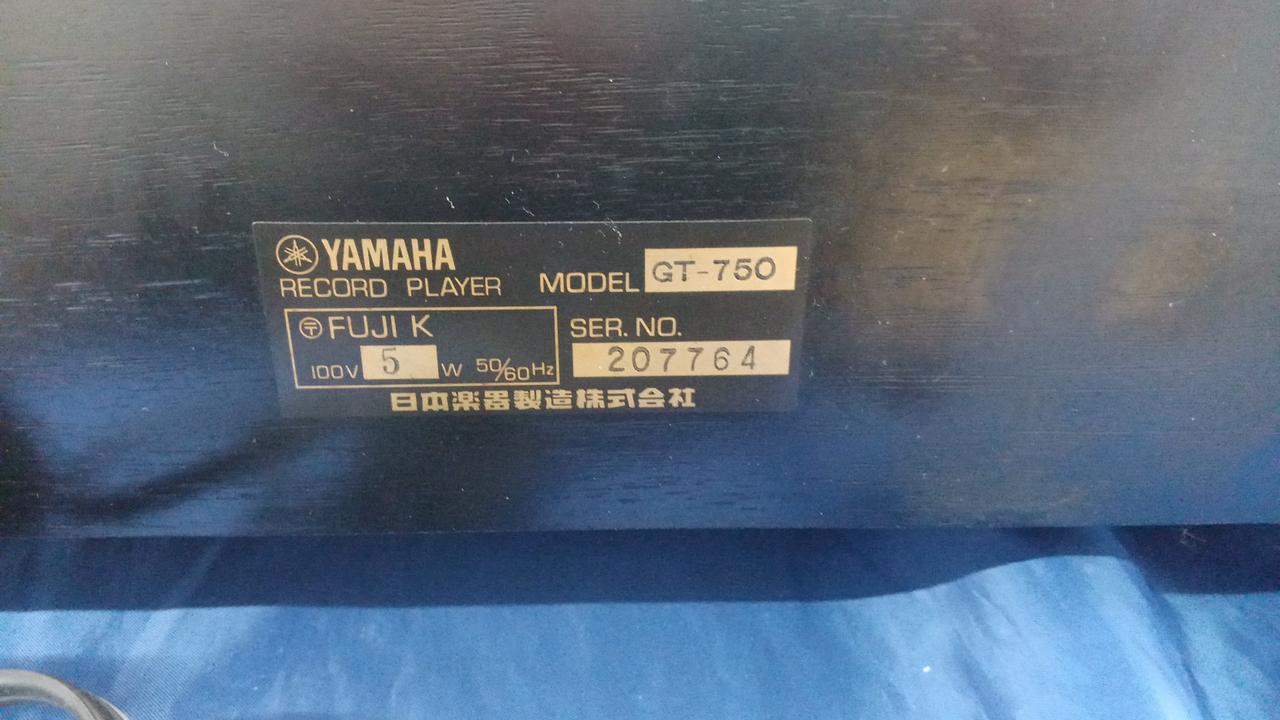 YAMAHA
RECORD PLAYER MODEL GT-750
〶 FUJI K SER. NO.
100V 5 W 50/60Hz 207764
日本楽器製造株式会社